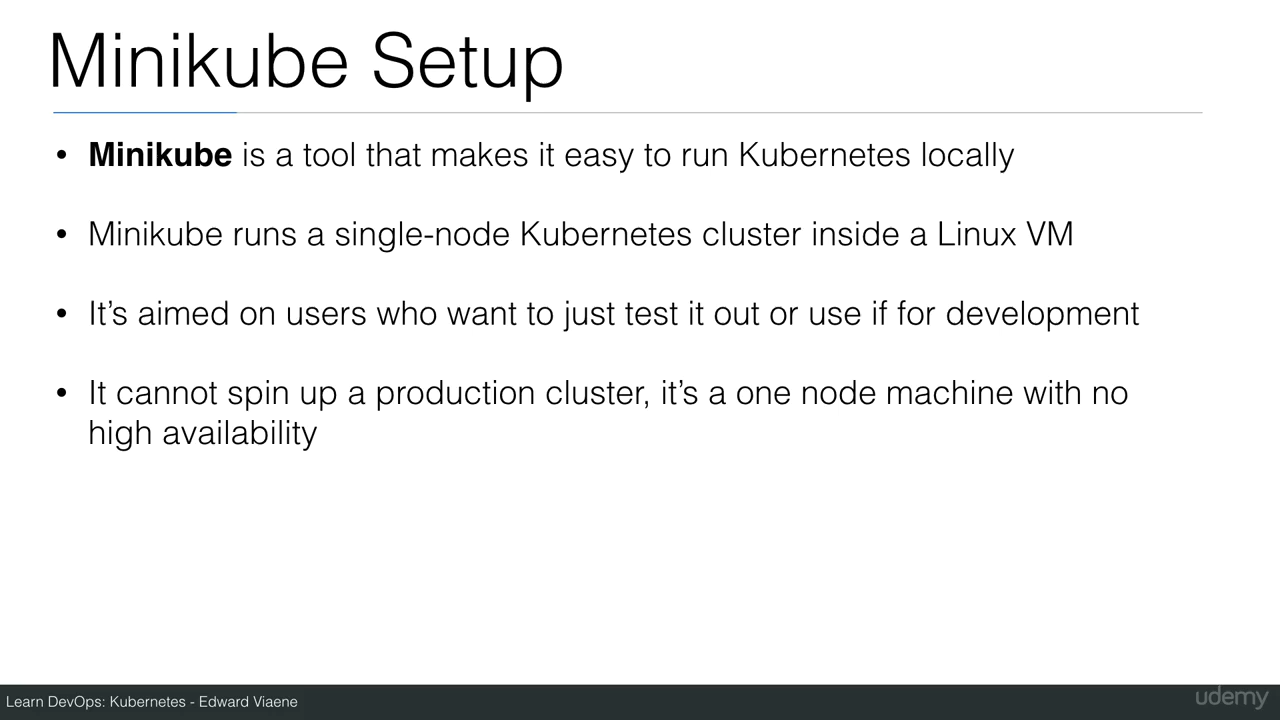 Minikube Setup
• Minikube is a tool that makes it easy to run Kubernetes locally
• Minikube runs a single-node Kubernetes cluster inside a Linux VM
• It’s aimed on users who want to just test it out or use if for development
• It cannot spin up a production cluster, it’s a one node machine with no
high availability
Learn DevOps: Kubernetes - Edward Viaene
udemy